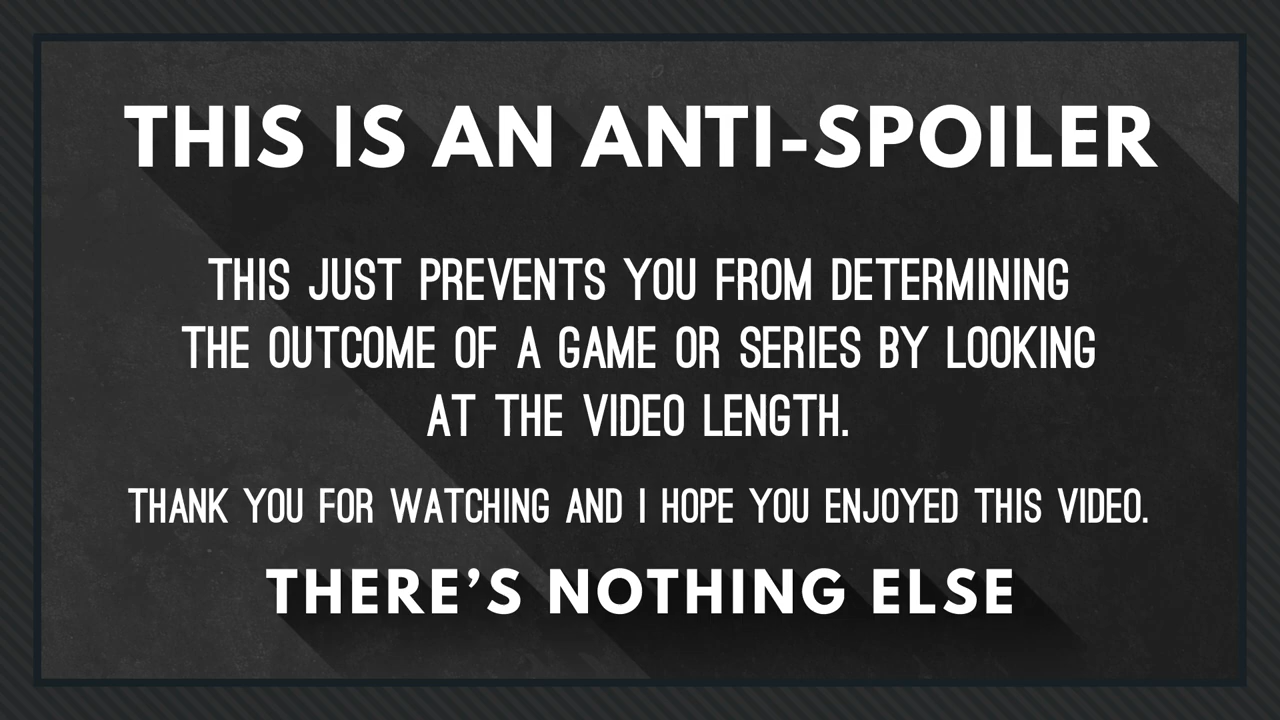 THIS IS AN ANTI-SPOILER
THIS JUST PREVENTS YOU FROM DETERMINING
THE OUTCOME OF A GAME OR SERIES BY LOOKING
AT THE VIDEO LENGTH.
THANK YOU FOR WATCHING AND I HOPE YOU ENJOYED THIS VIDEO.
THERE’S NOTHING ELSE